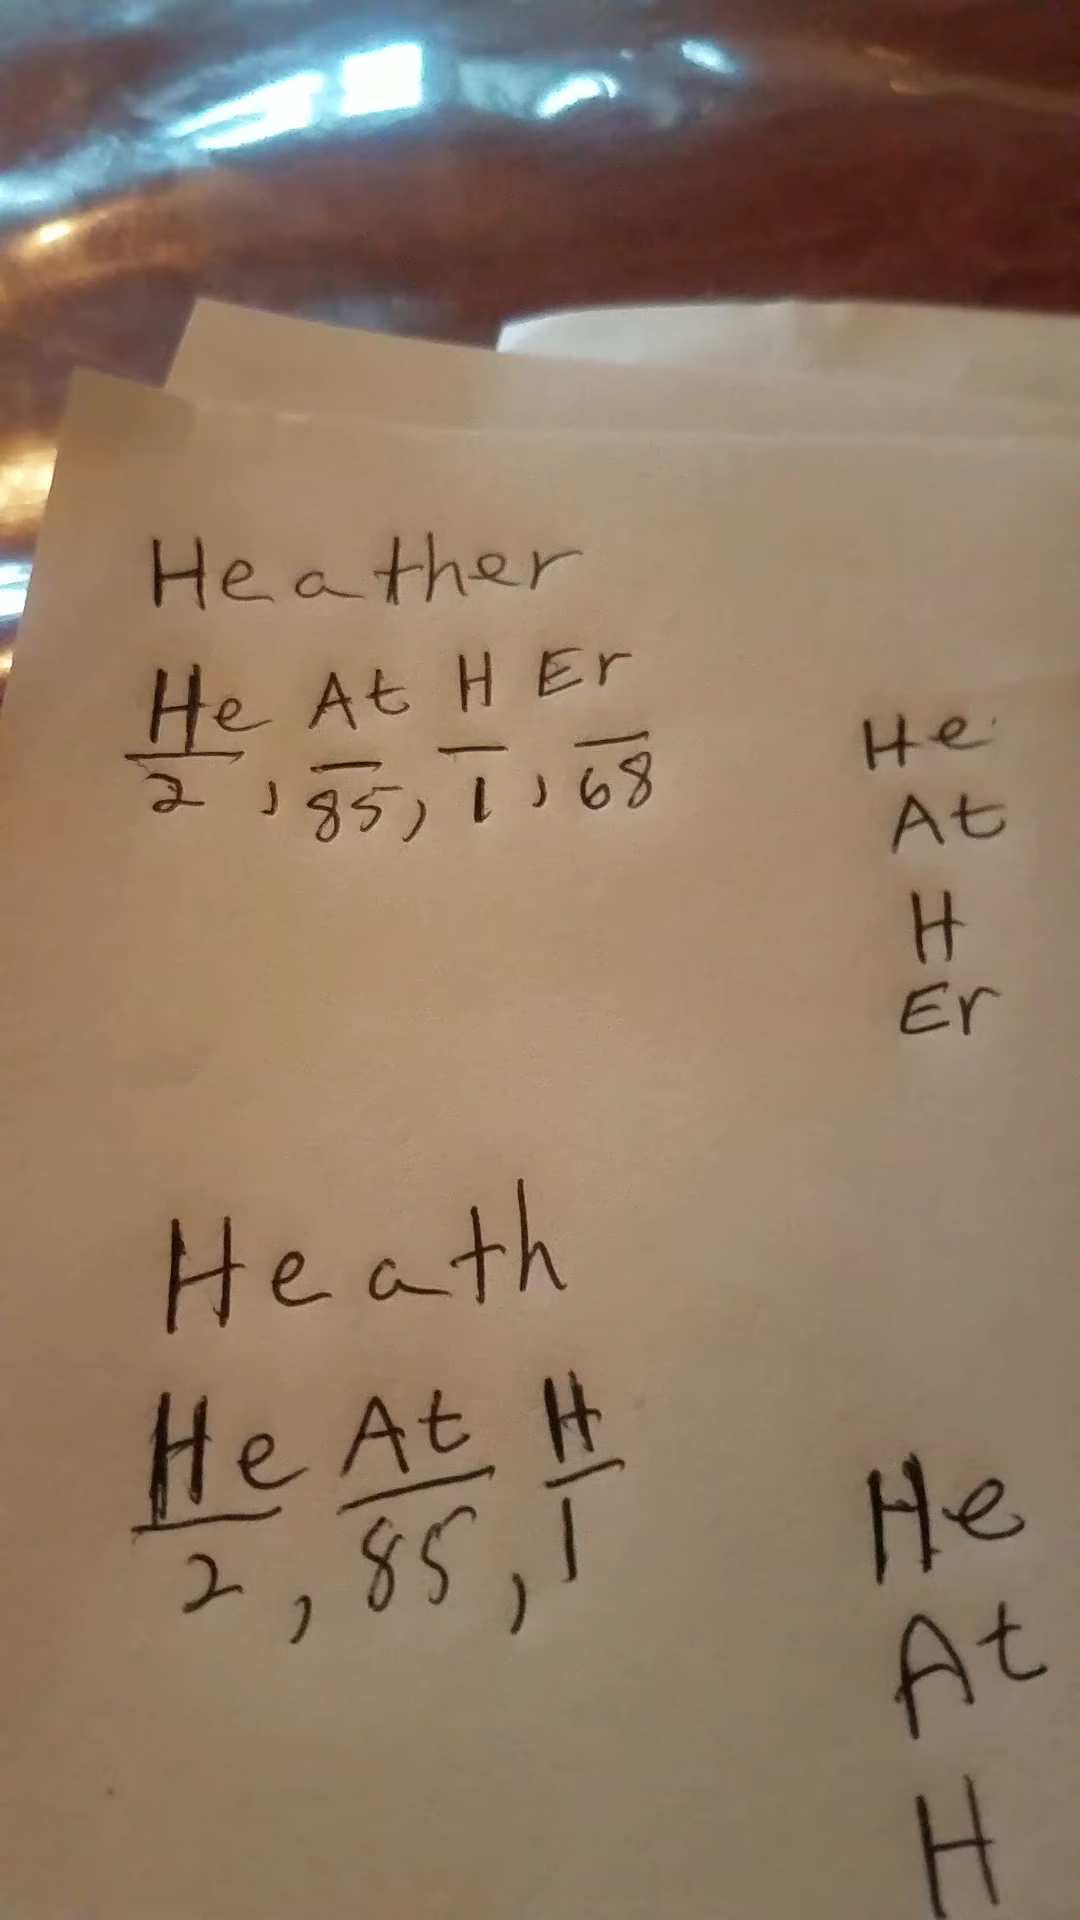 Heather
He At H Er
2, 85, 1, 68
He
At
H
Er
Heath
He At H
2, 85, 1
He
At
H